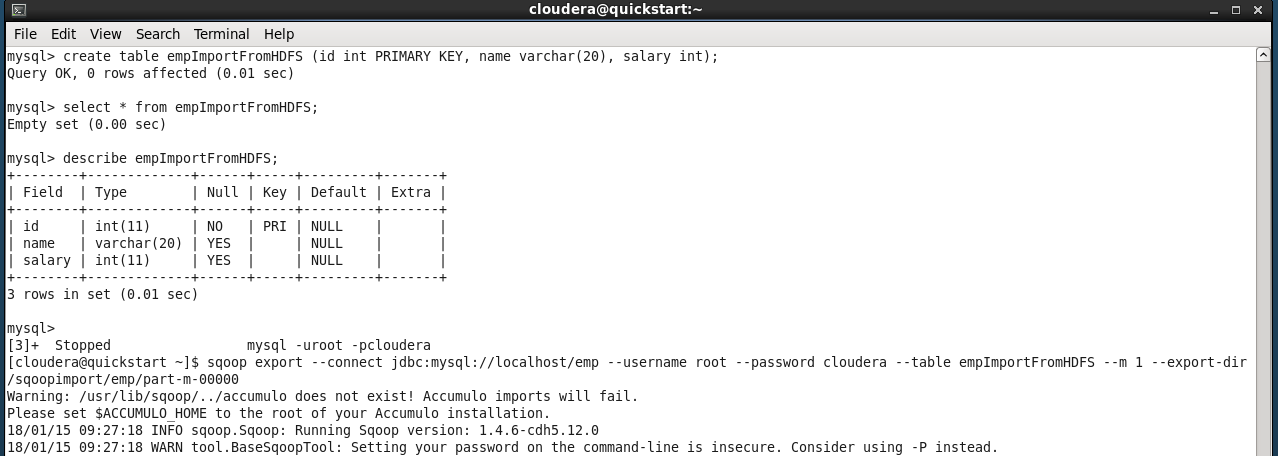 cloudera@quickstart:~
File Edit View Search Terminal Help
mysql> create table empImportFromHDFS (id int PRIMARY KEY, name varchar(20), salary int);
Query OK, 0 rows affected (0.01 sec)
mysql> select * from empImportFromHDFS;
Empty set (0.00 sec)
mysql> describe empImportFromHDFS;
+--------+-------------+------+-----+---------+-------+
| Field  | Type        | Null | Key | Default | Extra |
+--------+-------------+------+-----+---------+-------+
| id     | int(11)     | NO   | PRI | NULL    |       |
| name   | varchar(20) | YES  |     | NULL    |       |
| salary | int(11)     | YES  |     | NULL    |       |
+--------+-------------+------+-----+---------+-------+
3 rows in set (0.01 sec)
mysql>
[3]+  Stopped                 mysql -uroot -pcloudera
[cloudera@quickstart ~]$ sqoop export --connect jdbc:mysql://localhost/emp --username root --password cloudera --table empImportFromHDFS --m 1 --export-dir
/sqoopimport/emp/part-m-00000
Warning: /usr/lib/sqoop/../accumulo does not exist! Accumulo imports will fail.
Please set $ACCUMULO_HOME to the root of your Accumulo installation.
18/01/15 09:27:18 INFO sqoop.Sqoop: Running Sqoop version: 1.4.6-cdh5.12.0
18/01/15 09:27:18 WARN tool.BaseSqoopTool: Setting your password on the command-line is insecure. Consider using -P instead.